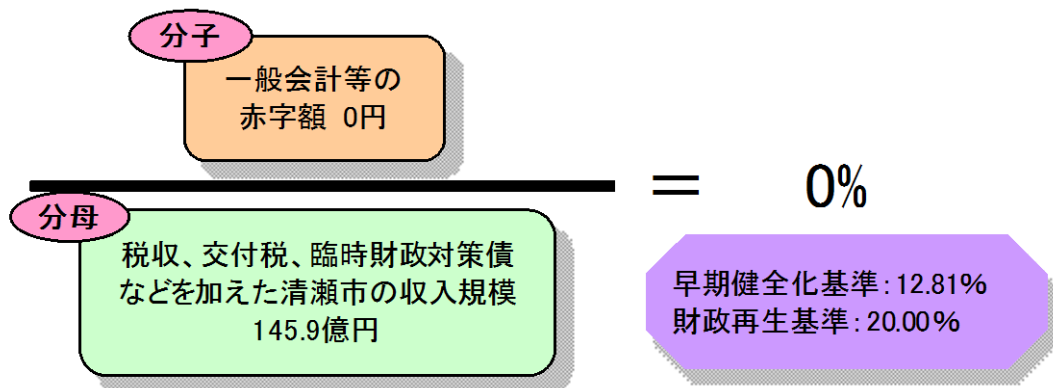 分子
一般会計等の
赤字額 0円
＝ 0%
分母
税収、交付税、臨時財政対策債
などを加えた清瀬市の収入規模
145.9億円
早期健全化基準：12.81%
財政再生基準：20.00%